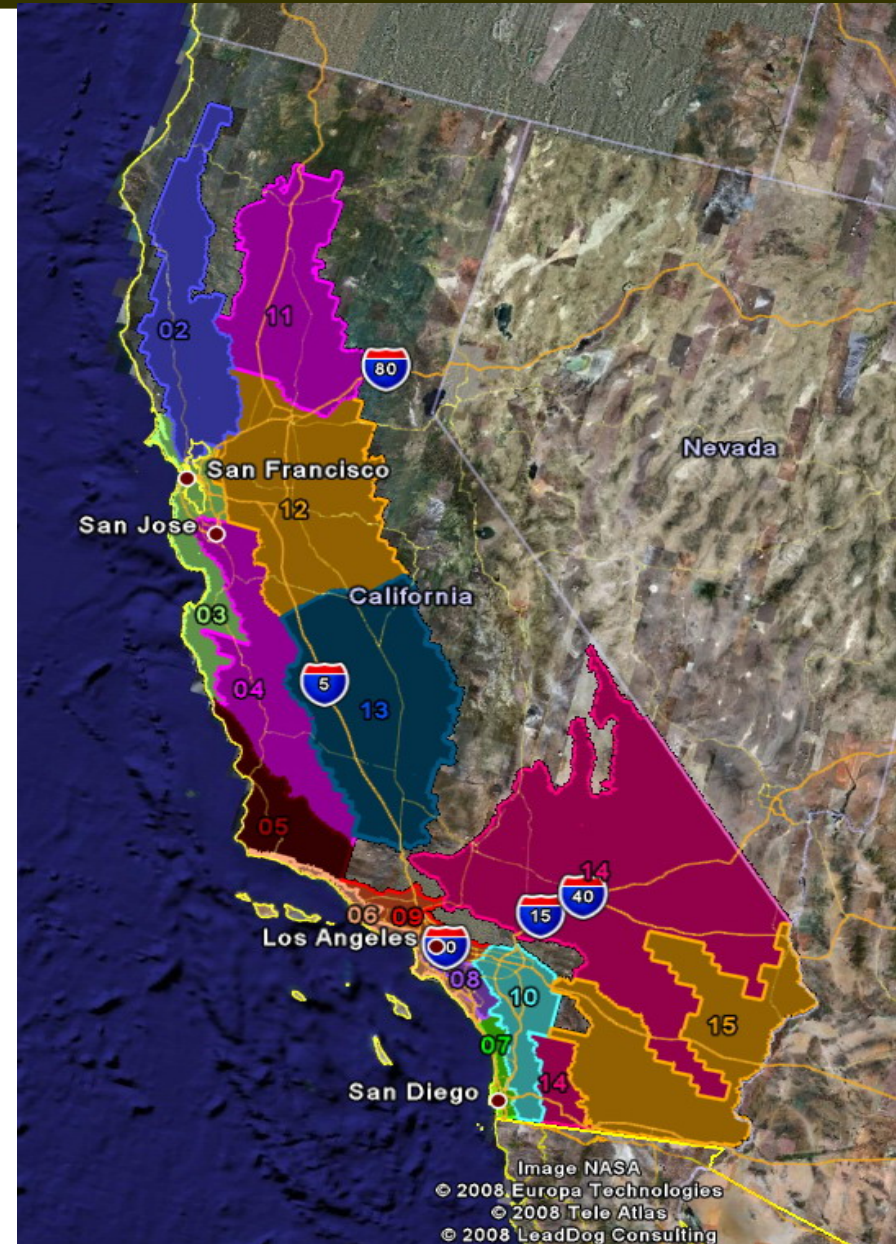 02
11
80
Nevada
San Francisco
12
San Jose
California
03
5
04
13
05
14
40
15
06
09
Los Angeles
08
10
15
07
14
San Diego
Image NASA
© 2008 Europa Technologies
© 2008 Tele Atlas
© 2008 LeadDog Consulting